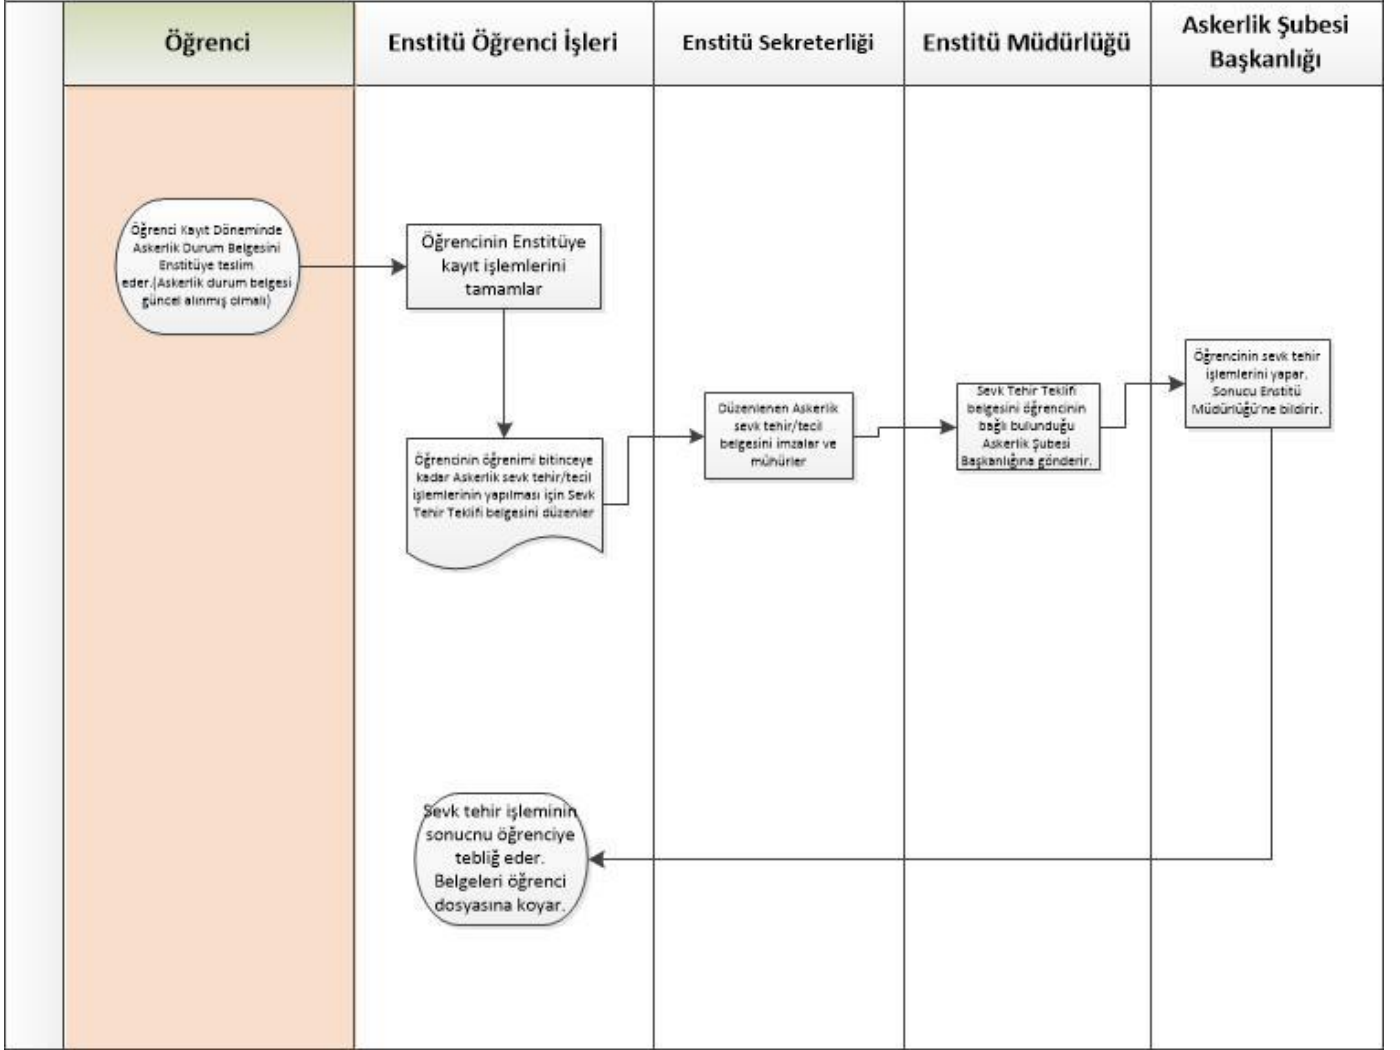 Öğrenci
Enstitü Öğrenci İşleri
Enstitü Sekreterliği
Enstitü Müdürlüğü
Askerlik Şubesi
Başkanlığı
Öğrenci Kayıt Döneminde
Askerlik Durum Belgesini
Enstitüye teslim
eder.(Askerlik durum belgesi
güncel alınmış olmalı)
Öğrencinin Enstitüye
kayıt işlemlerini
tamamlar
Öğrencinin öğrenimi bitinceye
kadar Askerlik sevk tehir/tecil
işlemlerinin yapılması için Sevk
Tehir Teklifi belgesini düzenler
Düzenlenen Askerlik
sevk tehir/tecil
belgesini imzalar ve
mühürler
Sevk Tehir Teklifi
belgesini öğrencinin
bağlı bulunduğu
Askerlik Şubesi
Başkanlığına gönderir.
Öğrencinin sevk tehir
işlemlerini yapar.
Sonucu Enstitü
Müdürlüğü'ne bildirir.
Sevk tehir işleminin
sonucnu öğrenciye
tebliğ eder.
Belgeleri öğrenci
dosyasına koyar.